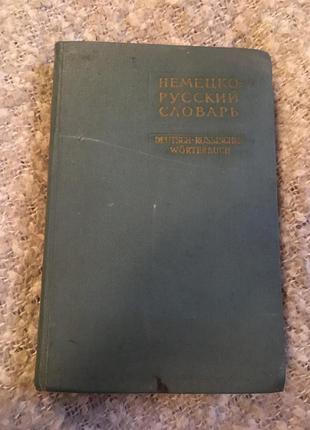 НЕМЕЦКО-
РУССКИЙ
СЛОВАРЬ
DEUTSCH-RUSSISCHES
WÖRTERBUCH